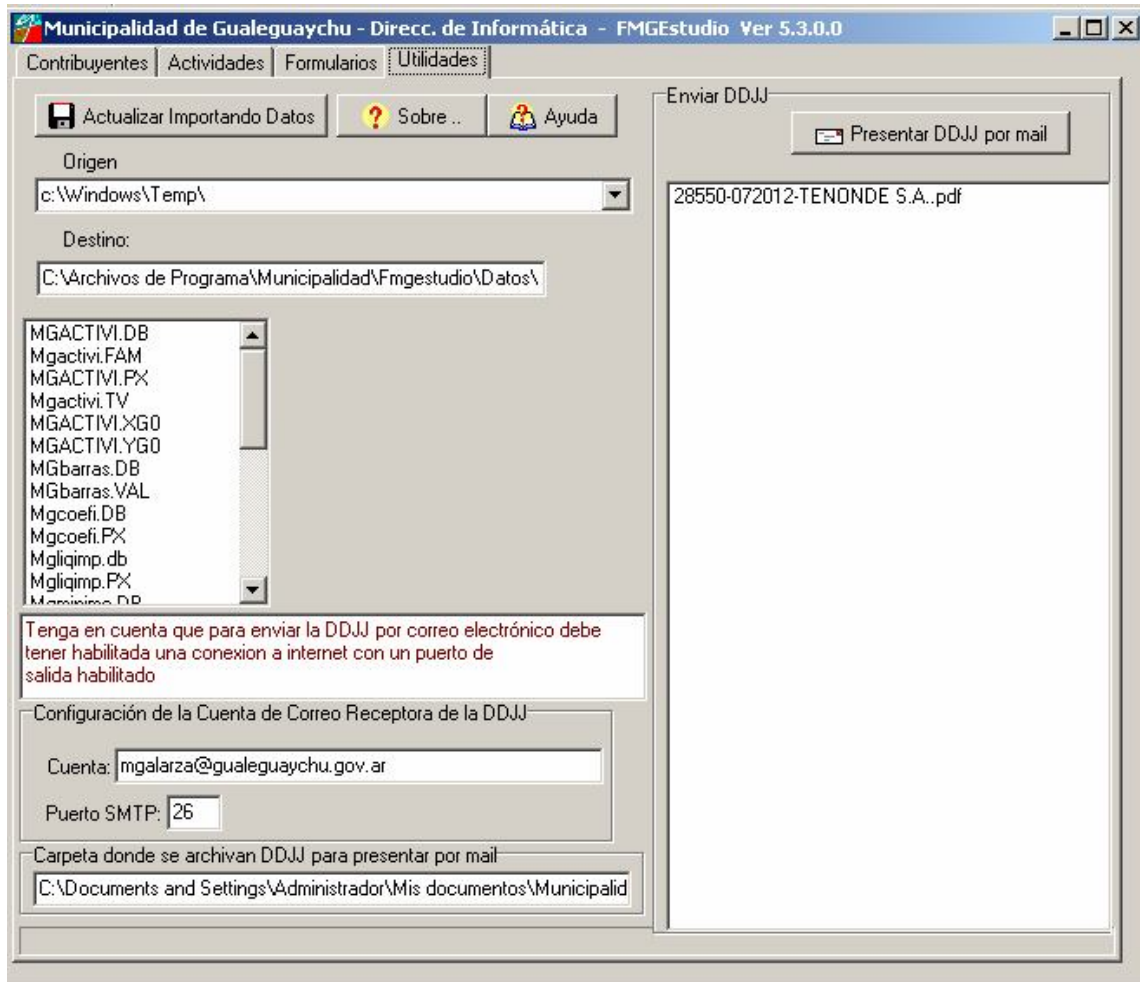 Municipalidad de Gualeguaychu - Direcc. de Informática - FMGEstudio Ver 5.3.0.0
Contribuyentes
Actividades
Formularios
Utilidades
Actualizar Importando Datos
Sobre ..
Ayuda
Origen
c:\Windows\Temp\
Destino:
C:\Archivos de Programa\Municipalidad\Fmgestudio\Datos\
MGACTIVI.DB
Mgactivi.FAM
MGACTIVI.PX
Mgactivi.TV
MGACTIVI.XG0
MGACTIVI.YG0
MGbarras.DB
MGbarras.VAL
Mgcoefi.DB
Mgcoefi.PX
Mgliqimp.db
Mgliqimp.PX
Mgminimo.DB
Tenga en cuenta que para enviar la DDJJ por correo electrónico debe
tener habilitada una conexion a internet con un puerto de
salida habilitado
Configuración de la Cuenta de Correo Receptora de la DDJJ
Cuenta: mgalarza@gualeguaychu.gov.ar
Puerto SMTP: 26
Carpeta donde se archivan DDJJ para presentar por mail
C:\Documents and Settings\Administrador\Mis documentos\Municipalid
Enviar DDJJ
Presentar DDJJ por mail
28550-072012-TENONDE S.A..pdf